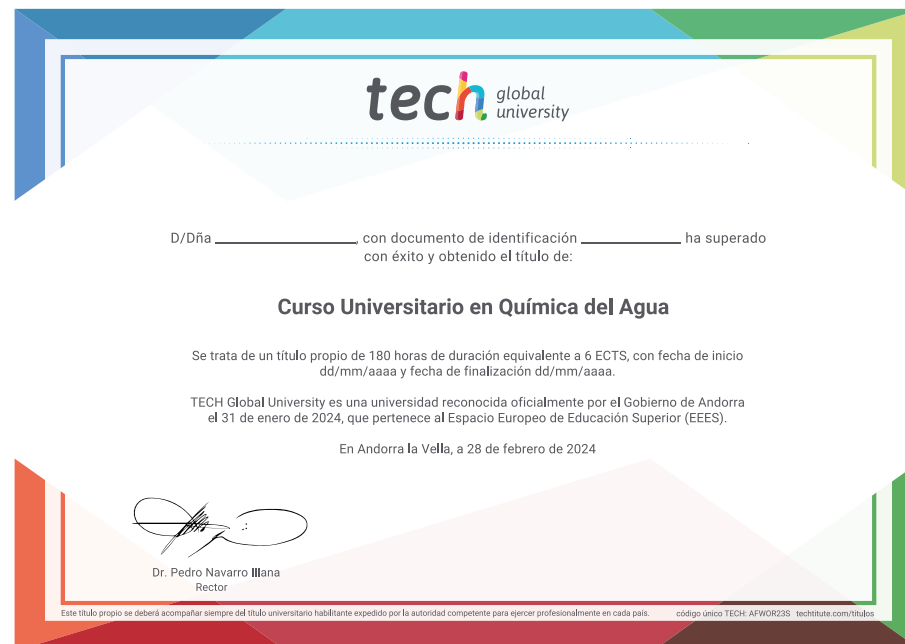 tech global university
D/Dña ____________, con documento de identificación ____________ ha superado
con éxito y obtenido el título de:
Curso Universitario en Química del Agua
Se trata de un título propio de 180 horas de duración equivalente a 6 ECTS, con fecha de inicio
dd/mm/aaaa y fecha de finalización dd/mm/aaaa.
TECH Global University es una universidad reconocida oficialmente por el Gobierno de Andorra
el 31 de enero de 2024, que pertenece al Espacio Europeo de Educación Superior (EEES).
En Andorra la Vella, a 28 de febrero de 2024
Dr. Pedro Navarro Illana
Rector
Este título propio se deberá acompañar siempre del título universitario habilitante expedido por la autoridad competente para ejercer profesionalmente en cada país. código único TECH: AFWOR23S techtitute.com/titulos